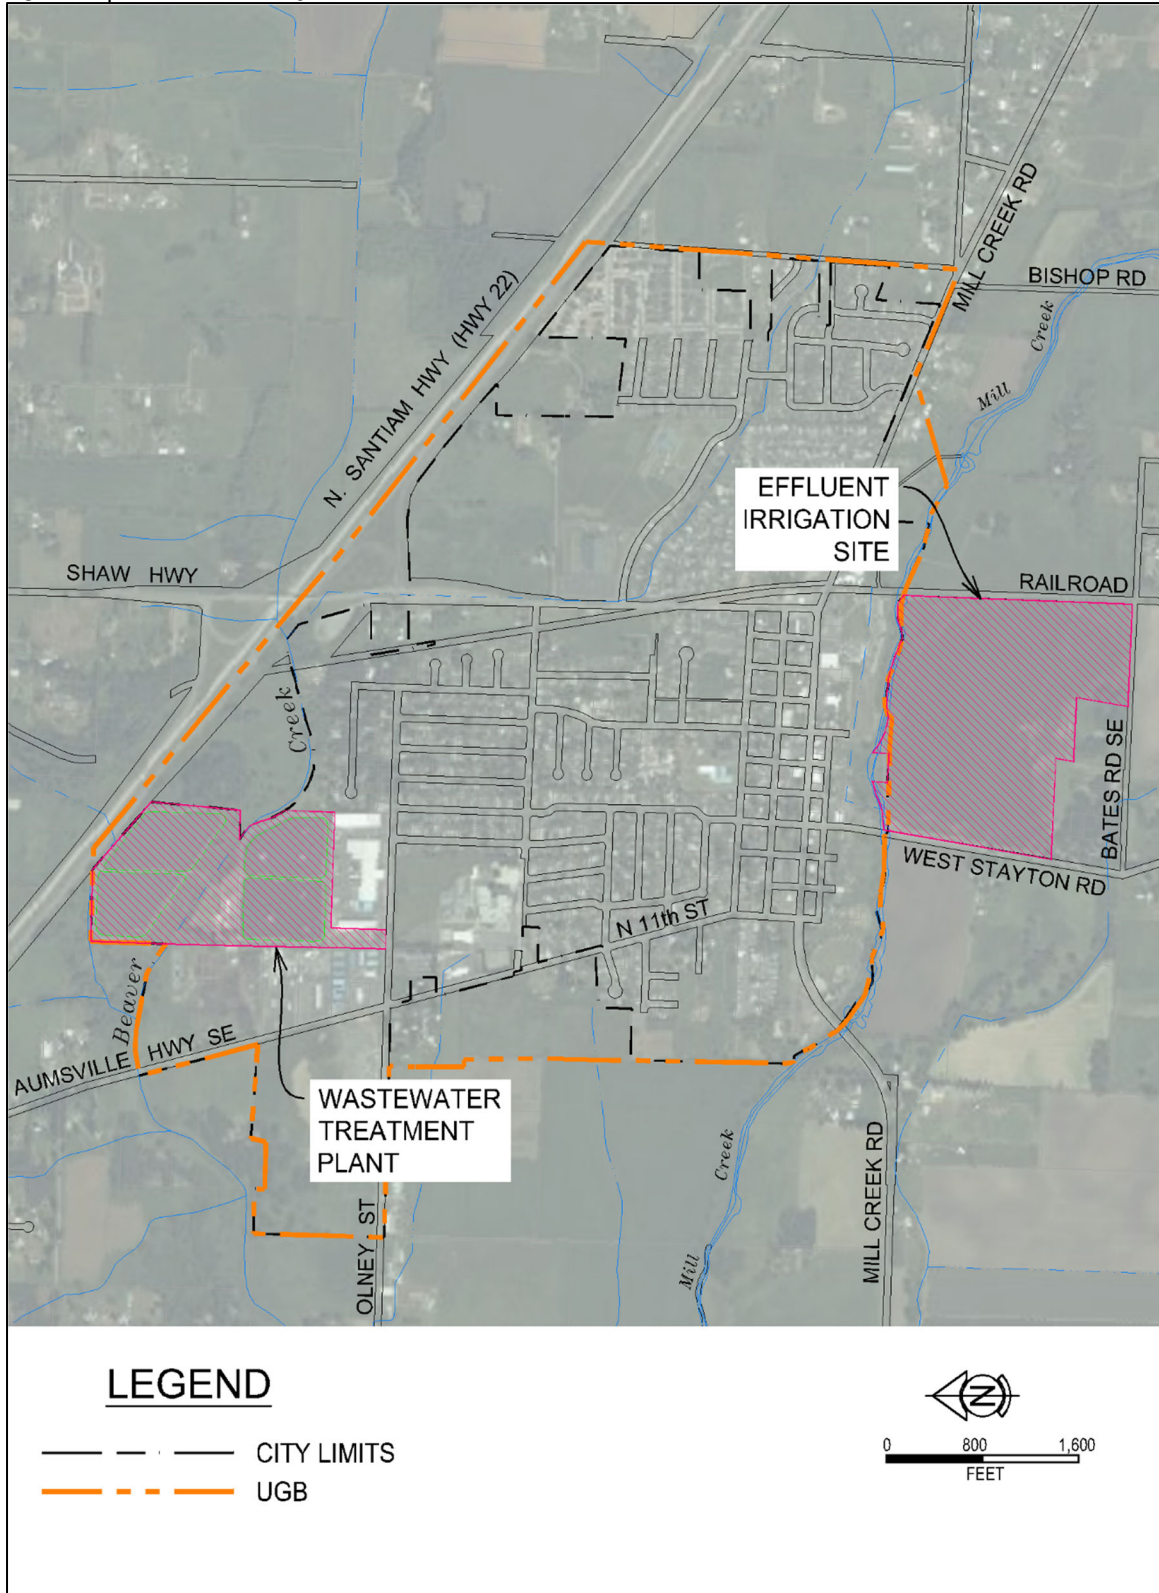 MILL CREEK RD
BISHOP RD
Creek
Mill
N. SANTIAM HWY (HWY 22)
EFFLUENT
IRRIGATION
SITE
SHAW HWY
RAILROAD
Creek
BATES RD SE
WEST STAYTON RD
N 11th ST
Beaver
AUMSVILLE HWY SE
WASTEWATER
TREATMENT
PLANT
Creek
MILL CREEK RD
OLNEY ST
Mill
LEGEND
CITY LIMITS
UGB
N
0 800 1,600
FEET